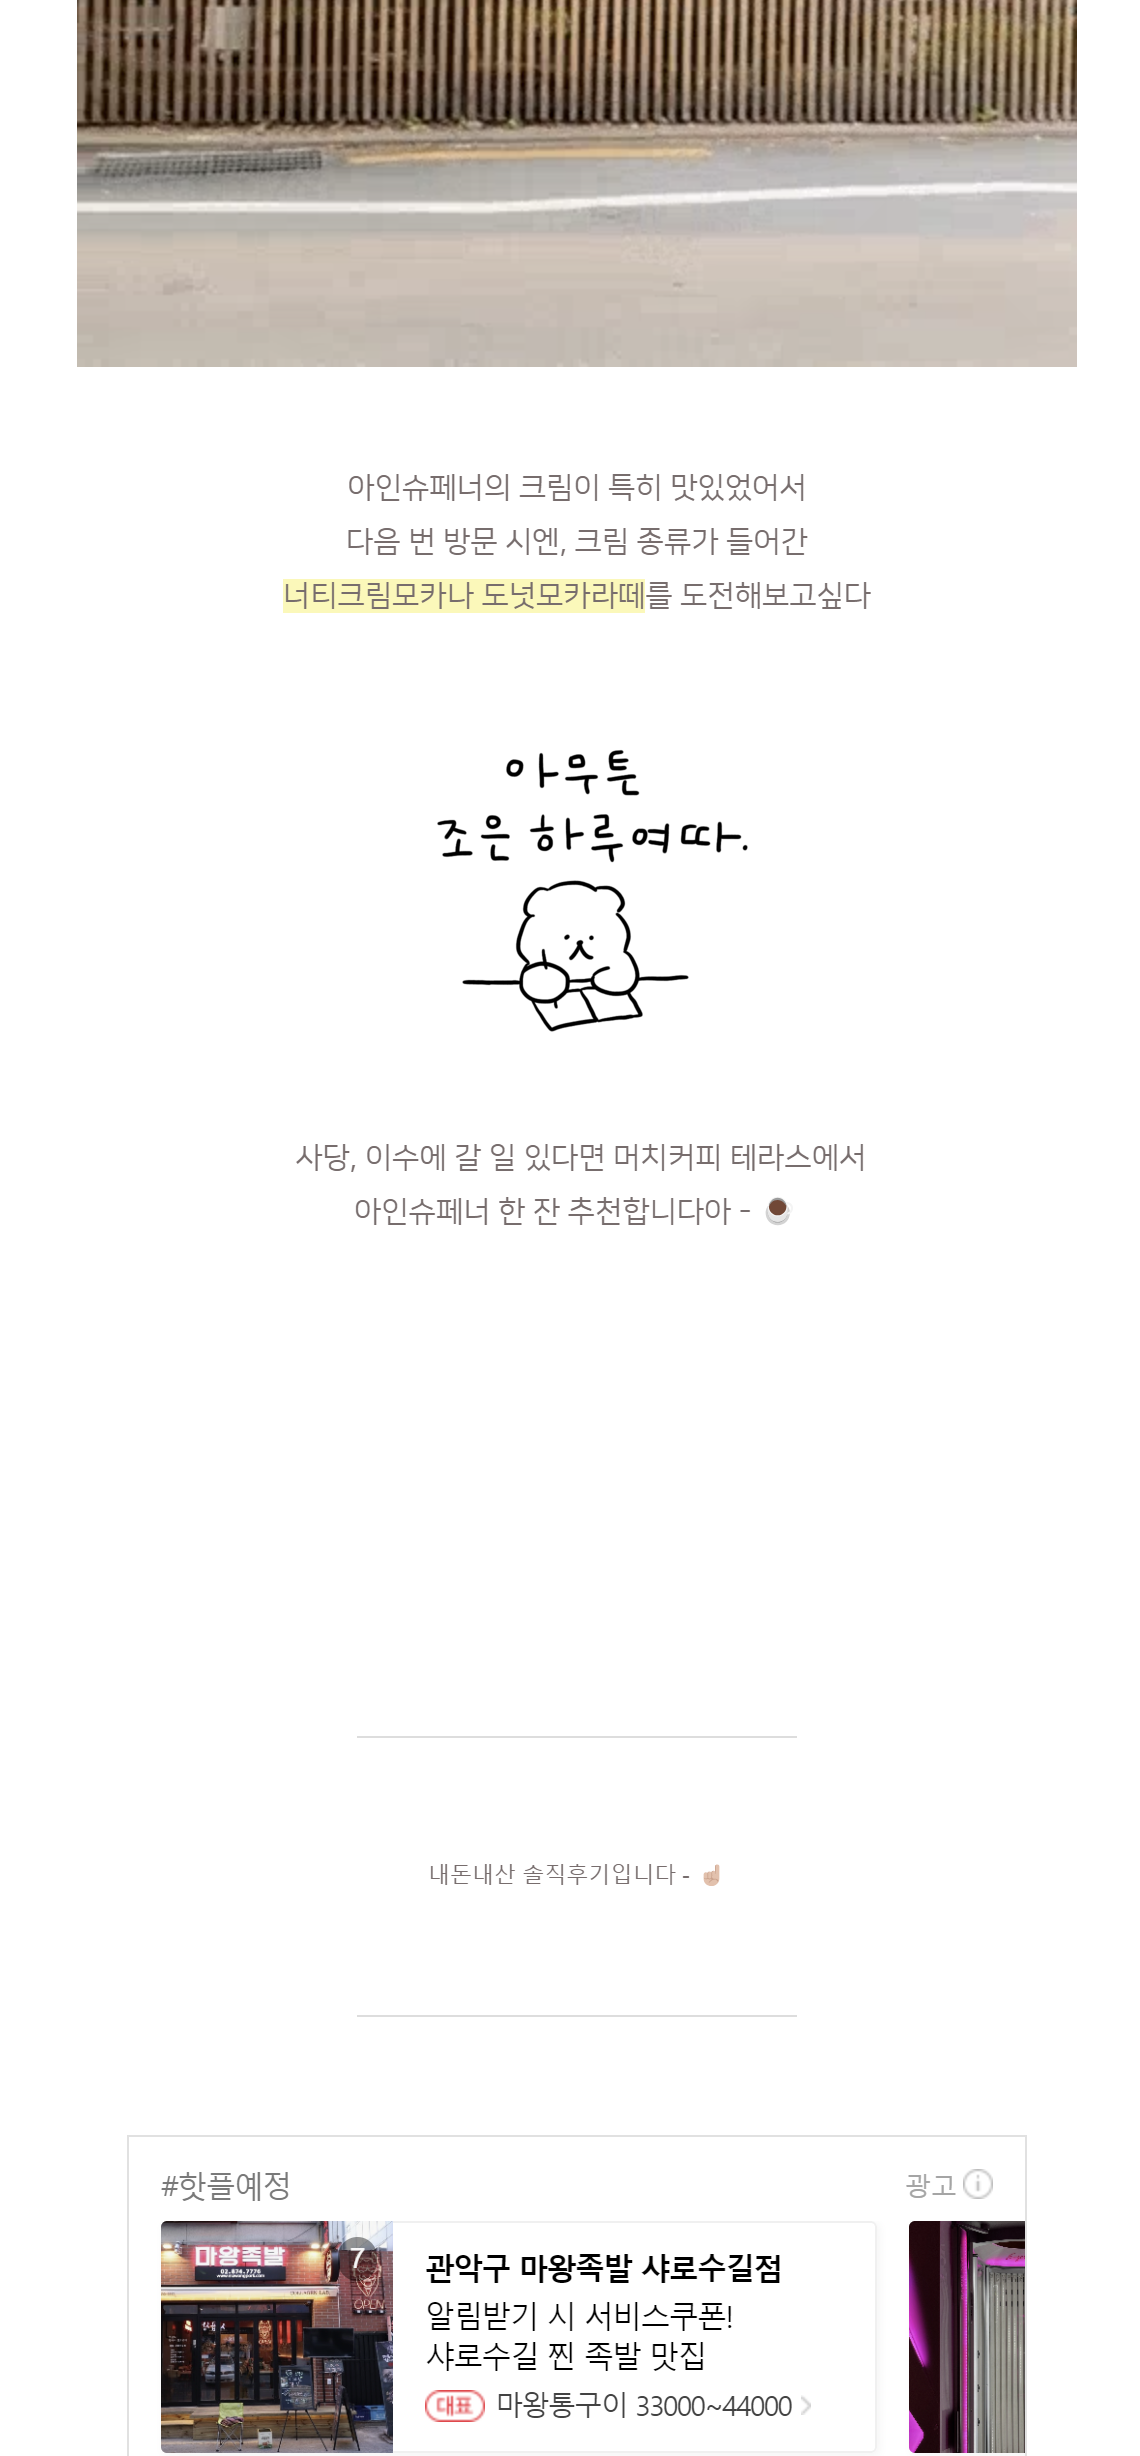 아인슈페너의 크림이 특히 맛있었어서
다음 번 방문 시엔, 크림 종류가 들어간
너티크림모카나 도넛모카라떼를 도전해보고싶다
아무튼
조은 하루여따.
사당, 이수에 갈 일 있다면 머치커피 테라스에서
아인슈페너 한 잔 추천합니다아 - ☕
내돈내산 솔직후기입니다 - ☝🏻
#핫플예정
광고
마왕족발
02.874.7776
OPEN
7
관악구 마왕족발 샤로수길점
알림받기 시 서비스쿠폰!
샤로수길 찐 족발 맛집
대표 마왕통구이 33000~44000